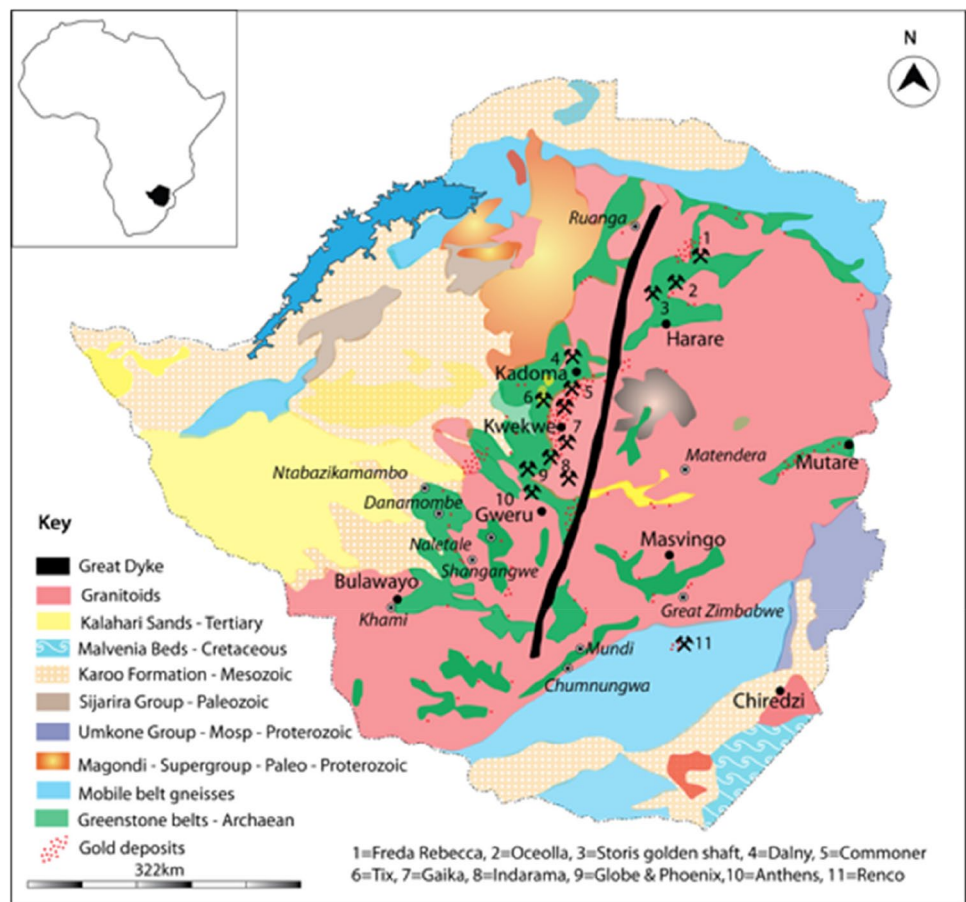 N
Ruanga
1
2
3
Harare
4
Kadoma
5
6
Kwekwe
7
Matendera
Mutare
Ntabazikamambo
8
9
Danamombe
10
Gweru
Key
Naletale
Masvingo
Great Dyke
Shangangwe
Granitoids
Bulawayo
Great Zimbabwe
Khami
Kalahari Sands - Tertiary
Mundi
11
Malvenia Beds - Cretaceous
Chumnungwa
Karoo Formation - Mesozoic
Chiredzi
Sijarira Group - Paleozoic
Umkone Group - Mosp - Proterozoic
Magondi - Supergroup - Paleo - Proterozoic
Mobile belt gneisses
Greenstone belts - Archaean
Gold deposits
322km
1=Freda Rebecca, 2=Oceolla, 3=Storis golden shaft, 4=Dalny, 5=Commoner
6=Tix, 7=Gaika, 8=Indarama, 9=Globe & Phoenix,10=Anthens, 11=Renco